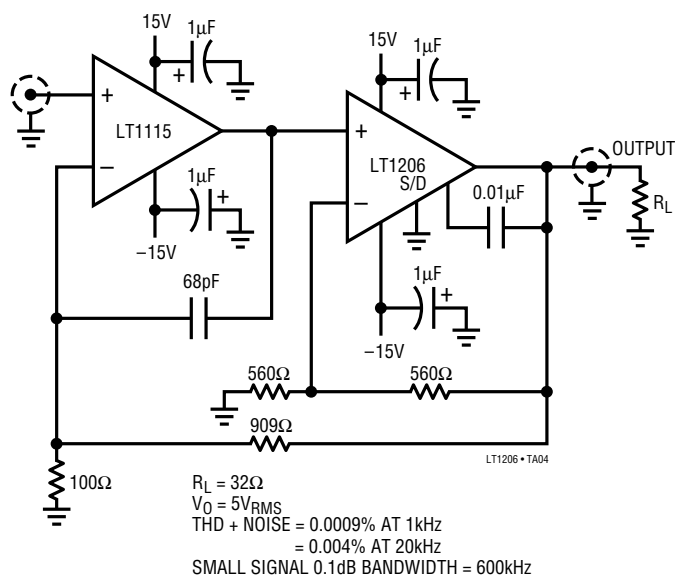 15V
1µF
+
15V
1µF
+
+
LT1115
−
+
LT1206
S/D
−
OUTPUT
R_L
1µF
+
0.01µF
−15V
1µF
+
68pF
−15V
560Ω
560Ω
909Ω
LT1206 • TA04
100Ω
R_L = 32Ω
V_O = 5V_RMS
THD + NOISE = 0.0009% AT 1kHz
= 0.004% AT 20kHz
SMALL SIGNAL 0.1dB BANDWIDTH = 600kHz